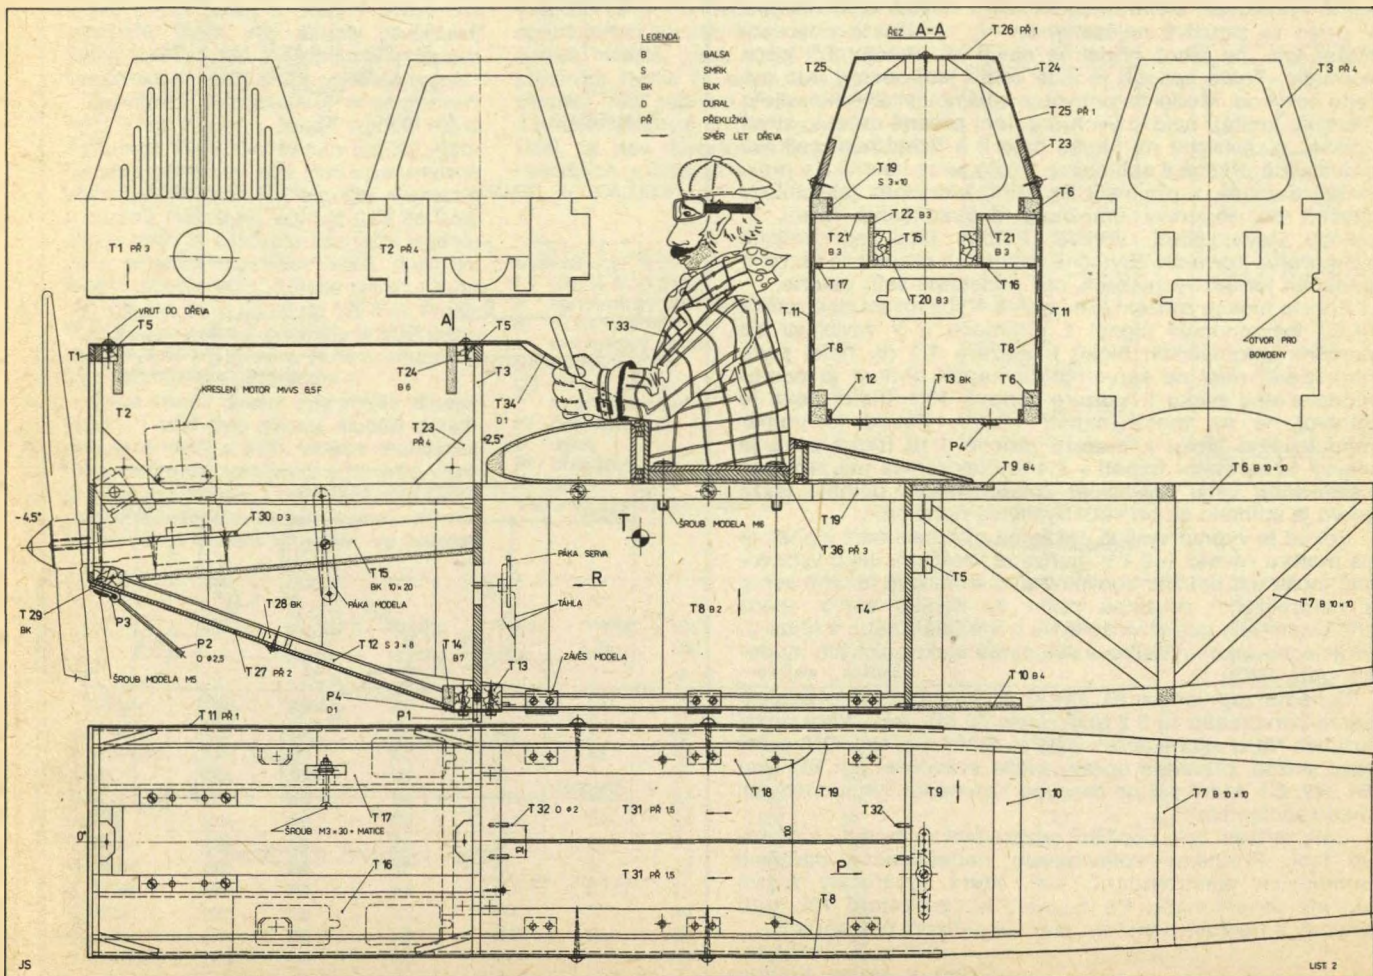 LEGENDA:
B BALSA
S SMRK
BK BUK
D DURAL
PŘ PŘEKLIŽKA
SMĚR LET DŘEVA
ŘEZ A-A
T26 PŘ 1
T25
T24
T25 PŘ 1
T23
T19
S 3×10
T6
T22 B3
T21
B3
T15
T21
B3
T17
T16
T20 B3
T11
T11
T8
T8
T12
T13 BK
T6
T3 PŘ 4
OTVOR PRO
BOWDENY
T1 PŘ 3
T2 PŘ 4
VRUT DO DŘEVA
T5
T1
A
T5
T33
T24
B6
T3
KRESLEN MOTOR MVVS 6,5F
T2
T34
D1
T23
PŘ 4
-2,5°
P4
T9 B4
T6 B 10×10
- 4,5°
T30 D3
T
ŠROUB MODELA M6
T19
T36 PŘ 3
T15
BK 10×20
PÁKA SERVA
R
T5
T29
BK
PÁKA MODELA
T28 BK
TÁHLA
T8 B2
T4
T7 B 10×10
P3
P2
O Φ2,5
T12 S 3×8
T14
B7
T13
ZÁVĚS MODELA
T27 PŘ 2
ŠROUB MODELA M5
P4
D1
T10 B4
P1
T11 PŘ 1
T18
T19
T9
T10
T7 B 10×10
T17
T32 O Φ2
T31 PŘ 1,5
T32
0°
ŠROUB M3×30 + MATICE
12
100
T16
T31 PŘ 1,5
P
T8
JS
LIST 2